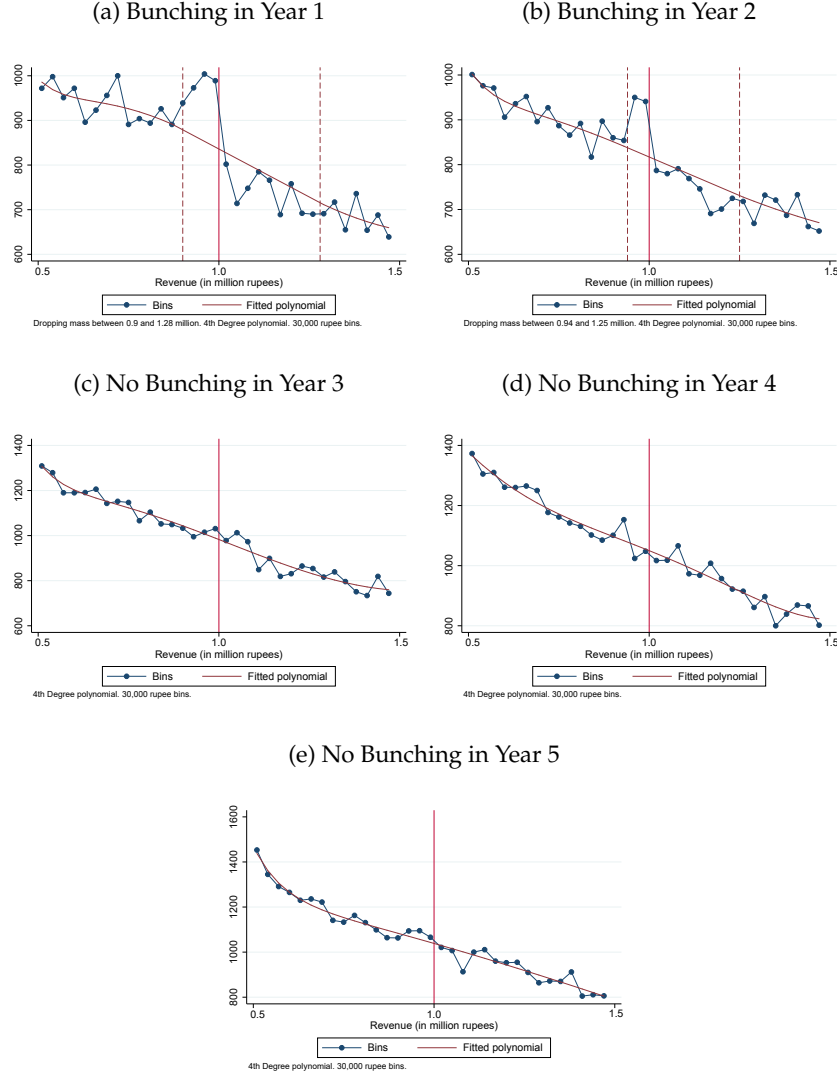 (a) Bunching in Year 1
(b) Bunching in Year 2
1000
900
800
700
600
0.5 1.0 1.5
Revenue (in million rupees)
Bins Fitted polynomial
Dropping mass between 0.9 and 1.28 million. 4th Degree polynomial. 30,000 rupee bins.
1000
900
800
700
600
0.5 1.0 1.5
Revenue (in million rupees)
Bins Fitted polynomial
Dropping mass between 0.94 and 1.25 million. 4th Degree polynomial. 30,000 rupee bins.
(c) No Bunching in Year 3
(d) No Bunching in Year 4
1400
1200
1000
800
600
0.5 1.0 1.5
Revenue (in million rupees)
Bins Fitted polynomial
4th Degree polynomial. 30,000 rupee bins.
1400
1200
1000
800
0.5 1.0 1.5
Revenue (in million rupees)
Bins Fitted polynomial
4th Degree polynomial. 30,000 rupee bins.
(e) No Bunching in Year 5
1600
1400
1200
1000
800
0.5 1.0 1.5
Revenue (in million rupees)
Bins Fitted polynomial
4th Degree polynomial. 30,000 rupee bins.